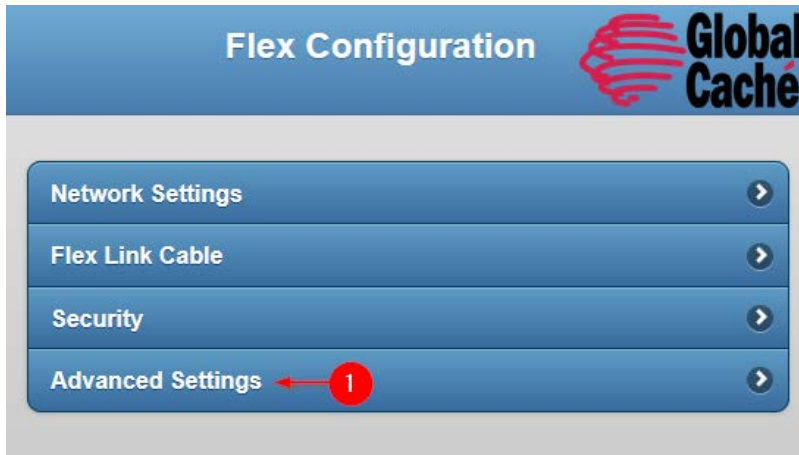 Flex Configuration
Global
Caché
Network Settings
Flex Link Cable
Security
Advanced Settings
1